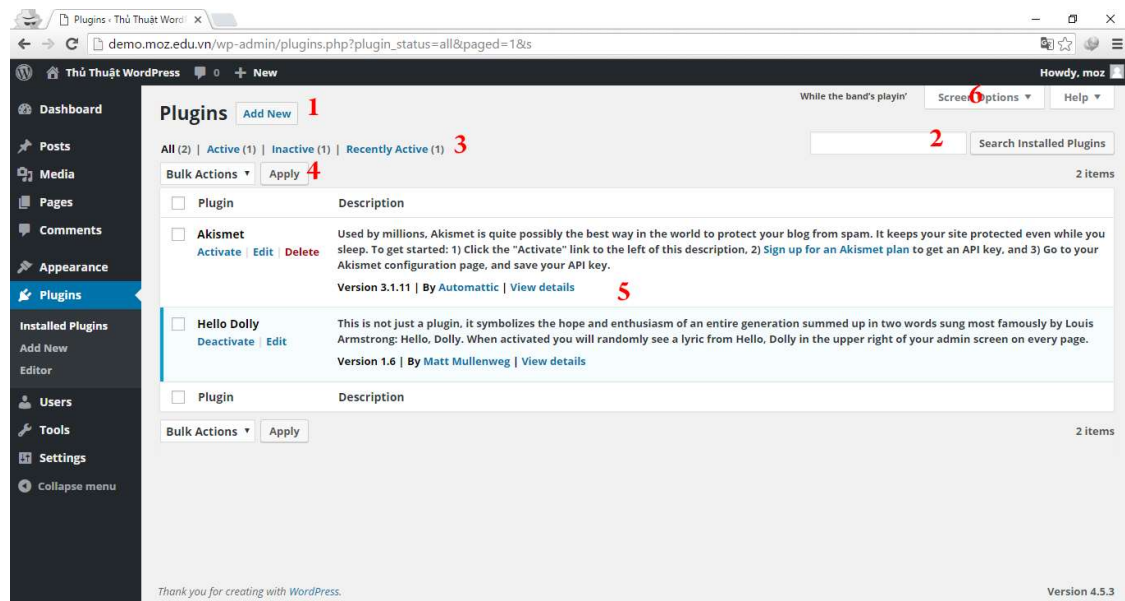 Plugins ‹ Thủ Thuật Word
demo.moz.edu.vn/wp-admin/plugins.php?plugin_status=all&paged=1&s
Thủ Thuật WordPress 0 + New Howdy, moz
Dashboard
Posts
Media
Pages
Comments
Appearance
Plugins
Installed Plugins
Add New
Editor
Users
Tools
Settings
Collapse menu
While the band's playin' Screen Options ▼ 6 Help ▼
Plugins Add New 1
All (2) | Active (1) | Inactive (1) | Recently Active (1) 3
2 Search Installed Plugins
Bulk Actions ▼ Apply 4 2 items
Plugin Description
Akismet
Activate | Edit | Delete
Used by millions, Akismet is quite possibly the best way in the world to protect your blog from spam. It keeps your site protected even while you
sleep. To get started: 1) Click the "Activate" link to the left of this description, 2) Sign up for an Akismet plan to get an API key, and 3) Go to your
Akismet configuration page, and save your API key.
Version 3.1.11 | By Automattic | View details
5
Hello Dolly
Deactivate | Edit
This is not just a plugin, it symbolizes the hope and enthusiasm of an entire generation summed up in two words sung most famously by Louis
Armstrong: Hello, Dolly. When activated you will randomly see a lyric from Hello, Dolly in the upper right of your admin screen on every page.
Version 1.6 | By Matt Mullenweg | View details
Plugin Description
Bulk Actions ▼ Apply 2 items
Thank you for creating with WordPress. Version 4.5.3